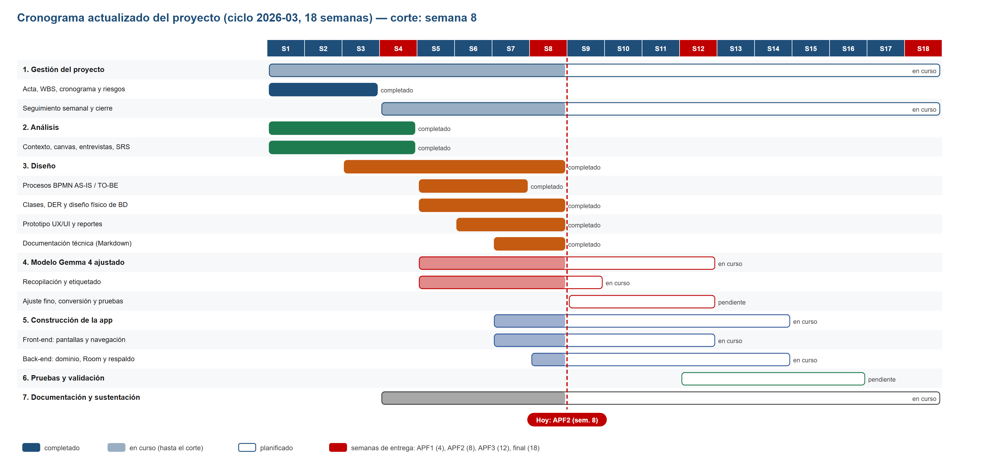 Cronograma actualizado del proyecto (ciclo 2026-03, 18 semanas) — corte: semana 8
S1 S2 S3 S4 S5 S6 S7 S8 S9 S10 S11 S12 S13 S14 S15 S16 S17 S18
1. Gestión del proyecto en curso
Acta, WBS, cronograma y riesgos completado
Seguimiento semanal y cierre en curso
2. Análisis completado
Contexto, canvas, entrevistas, SRS completado
3. Diseño completado
Procesos BPMN AS-IS / TO-BE completado
Clases, DER y diseño físico de BD completado
Prototipo UX/UI y reportes completado
Documentación técnica (Markdown) completado
4. Modelo Gemma 4 ajustado en curso
Recopilación y etiquetado en curso
Ajuste fino, conversión y pruebas pendiente
5. Construcción de la app en curso
Front-end: pantallas y navegación en curso
Back-end: dominio, Room y respaldo en curso
6. Pruebas y validación pendiente
7. Documentación y sustentación en curso
Hoy: APF2 (sem. 8)
completado en curso (hasta el corte) planificado semanas de entrega: APF1 (4), APF2 (8), APF3 (12), final (18)